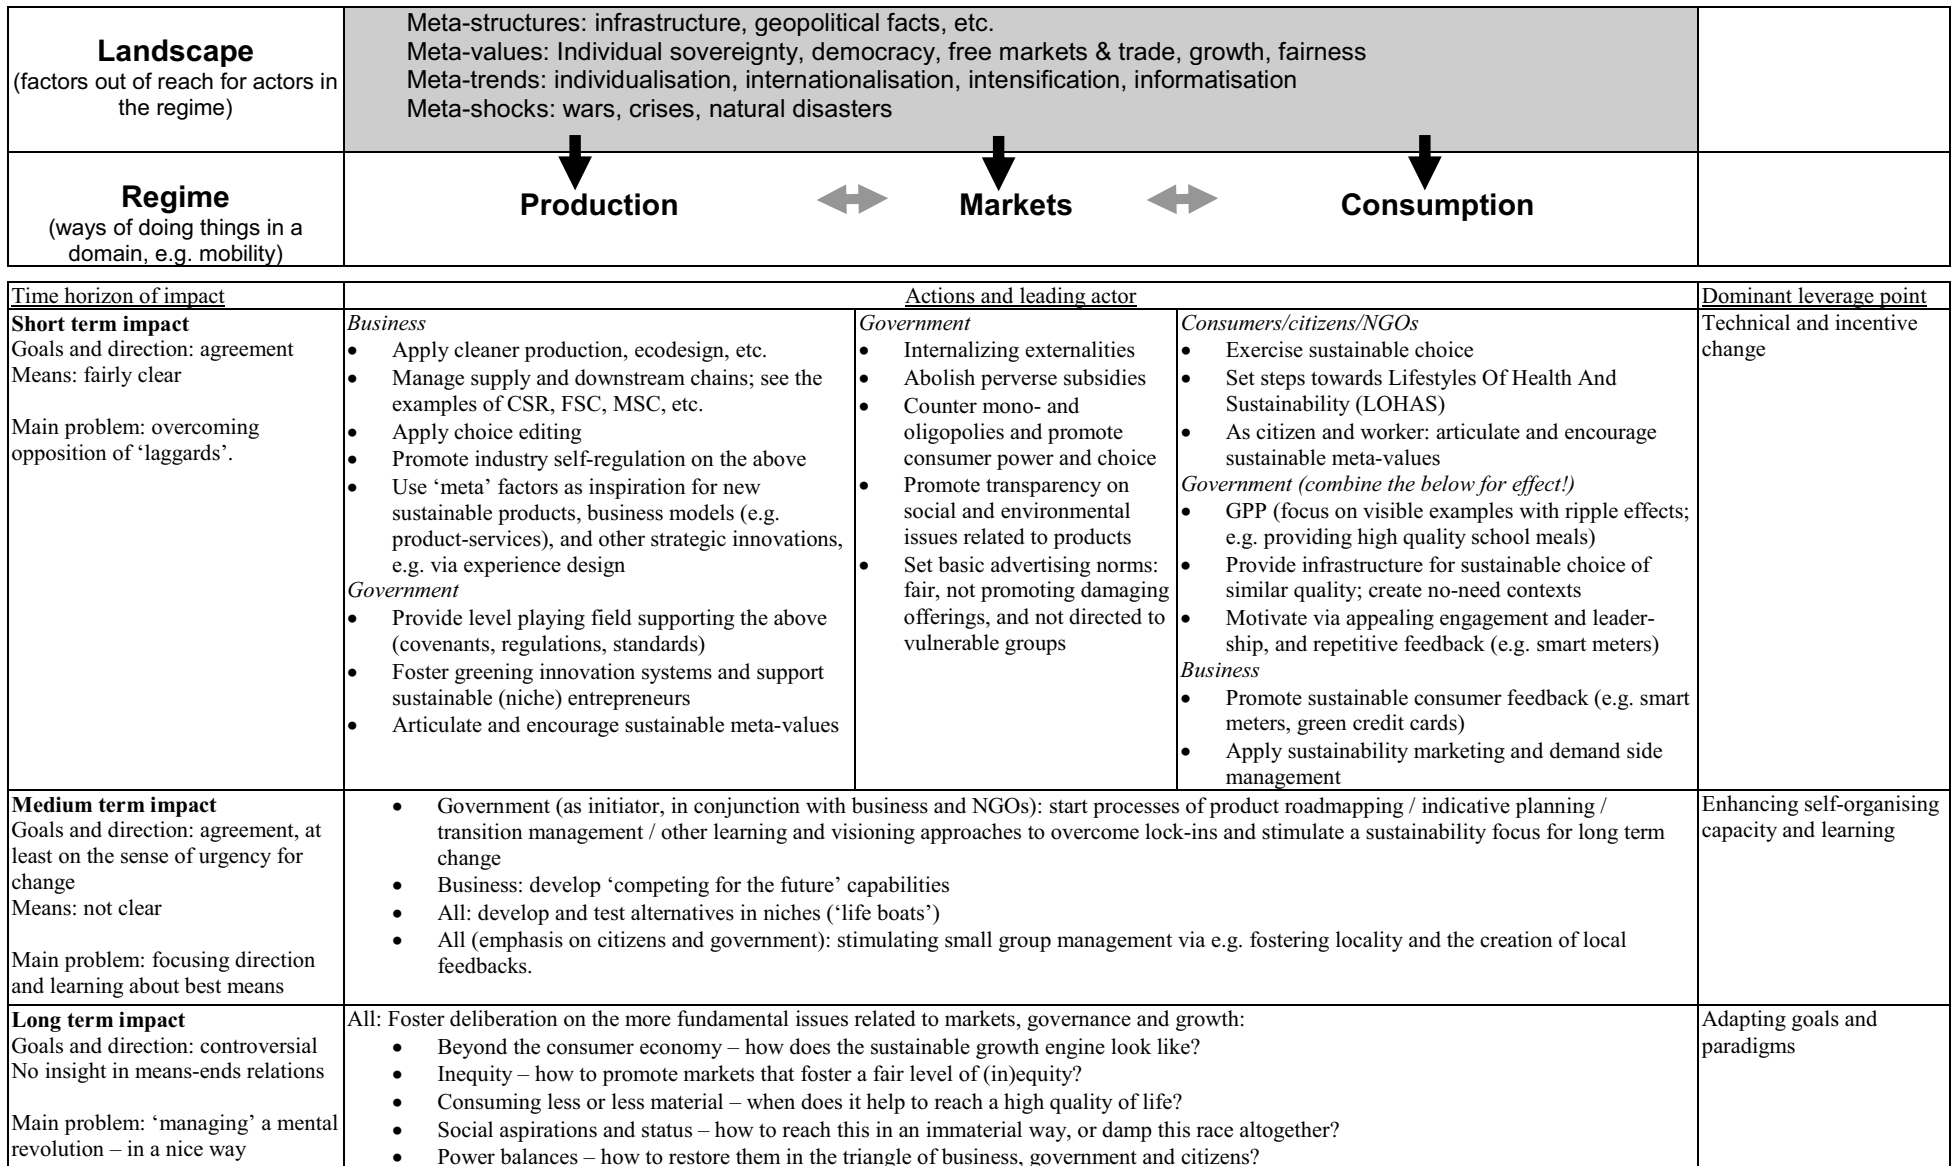 Landscape
(factors out of reach for actors in
the regime)
Meta-structures: infrastructure, geopolitical facts, etc.
Meta-values: Individual sovereignty, democracy, free markets & trade, growth, fairness
Meta-trends: individualisation, internationalisation, intensification, informatisation
Meta-shocks: wars, crises, natural disasters
Regime
(ways of doing things in a
domain, e.g. mobility)
Production
Markets
Consumption
Time horizon of impact
Actions and leading actor
Dominant leverage point
Short term impact
Goals and direction: agreement
Means: fairly clear
Main problem: overcoming
opposition of ‘laggards’.
Business
• Apply cleaner production, ecodesign, etc.
• Manage supply and downstream chains; see the
examples of CSR, FSC, MSC, etc.
• Apply choice editing
• Promote industry self-regulation on the above
• Use ‘meta’ factors as inspiration for new
sustainable products, business models (e.g.
product-services), and other strategic innovations,
e.g. via experience design
Government
• Provide level playing field supporting the above
(covenants, regulations, standards)
• Foster greening innovation systems and support
sustainable (niche) entrepreneurs
• Articulate and encourage sustainable meta-values
Government
• Internalizing externalities
• Abolish perverse subsidies
• Counter mono- and
oligopolies and promote
consumer power and choice
• Promote transparency on
social and environmental
issues related to products
• Set basic advertising norms:
fair, not promoting damaging
offerings, and not directed to
vulnerable groups
Consumers/citizens/NGOs
• Exercise sustainable choice
• Set steps towards Lifestyles Of Health And
Sustainability (LOHAS)
• As citizen and worker: articulate and encourage
sustainable meta-values
Government (combine the below for effect!)
• GPP (focus on visible examples with ripple effects;
e.g. providing high quality school meals)
• Provide infrastructure for sustainable choice of
similar quality; create no-need contexts
• Motivate via appealing engagement and leader-
ship, and repetitive feedback (e.g. smart meters)
Business
• Promote sustainable consumer feedback (e.g. smart
meters, green credit cards)
• Apply sustainability marketing and demand side
management
Technical and incentive
change
Medium term impact
Goals and direction: agreement, at
least on the sense of urgency for
change
Means: not clear
Main problem: focusing direction
and learning about best means
• Government (as initiator, in conjunction with business and NGOs): start processes of product roadmapping / indicative planning /
transition management / other learning and visioning approaches to overcome lock-ins and stimulate a sustainability focus for long term
change
• Business: develop ‘competing for the future’ capabilities
• All: develop and test alternatives in niches (‘life boats’)
• All (emphasis on citizens and government): stimulating small group management via e.g. fostering locality and the creation of local
feedbacks.
Enhancing self-organising
capacity and learning
Long term impact
Goals and direction: controversial
No insight in means-ends relations
Main problem: ‘managing’ a mental
revolution – in a nice way
All: Foster deliberation on the more fundamental issues related to markets, governance and growth:
• Beyond the consumer economy – how does the sustainable growth engine look like?
• Inequity – how to promote markets that foster a fair level of (in)equity?
• Consuming less or less material – when does it help to reach a high quality of life?
• Social aspirations and status – how to reach this in an immaterial way, or damp this race altogether?
• Power balances – how to restore them in the triangle of business, government and citizens?
Adapting goals and
paradigms